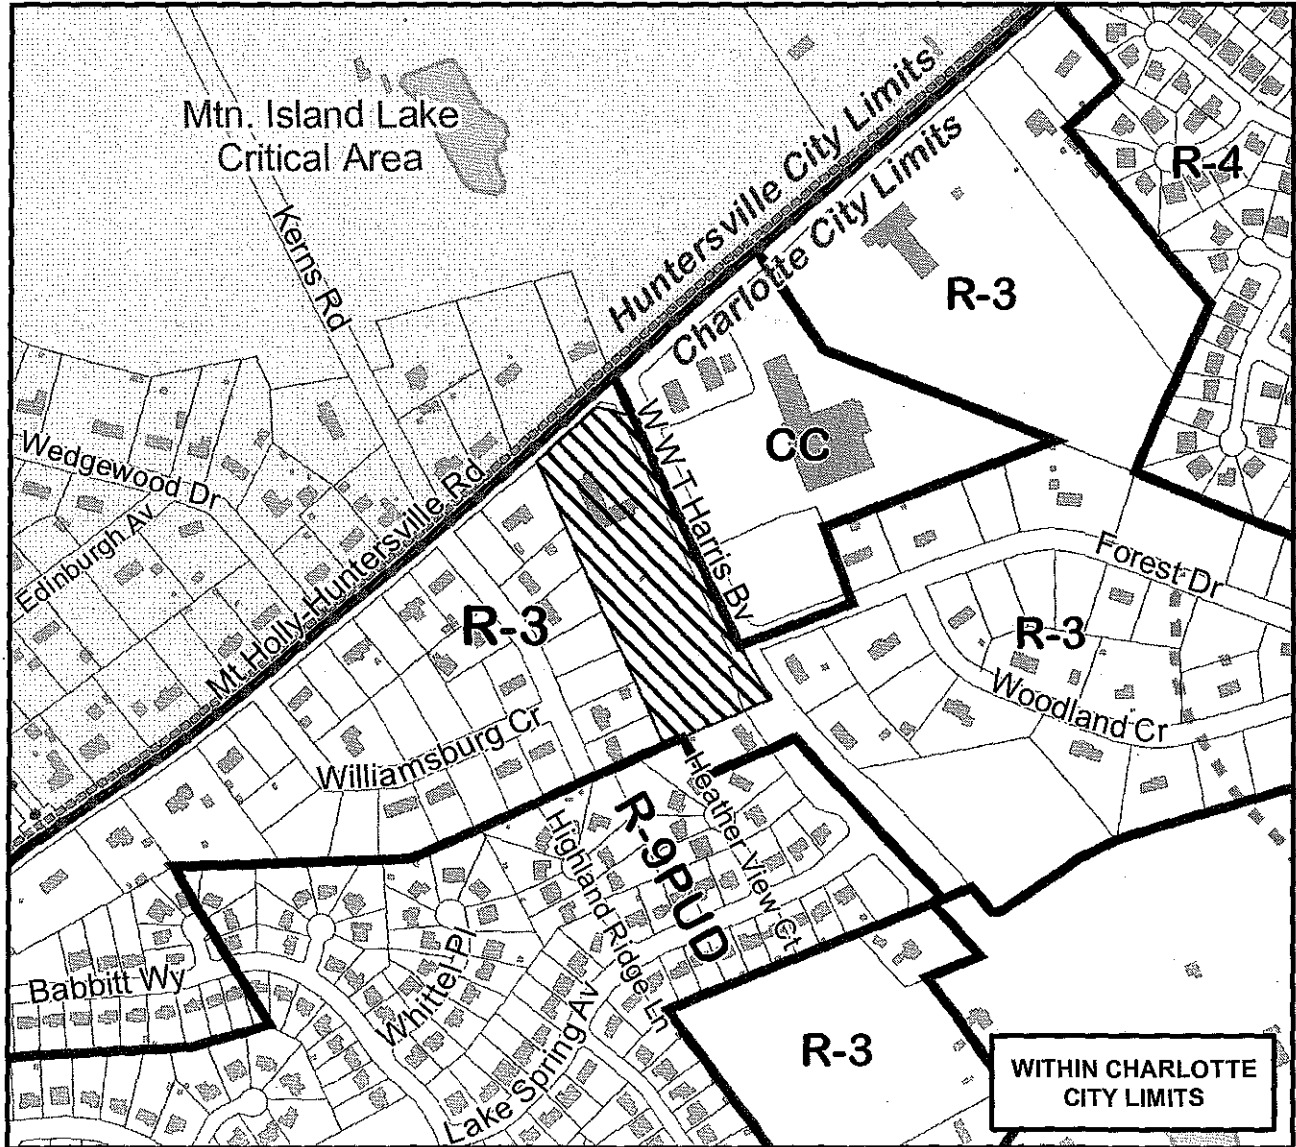 Mtn. Island Lake
Critical Area
Kerns Rd
Huntersville City Limits
Charlotte City Limits
R-4
R-3
CC
W W T Harris Bv
Wedgewood Dr
Edinburgh Av
Mt Holly-Huntersville Rd
R-3
Forest Dr
R-3
Woodland Cr
Williamsburg Cr
Heather View Ct
R-9PUD
Highland Ridge Ln
Babbitt Wy
Whittel Pl
Lake Spring Av
R-3
WITHIN CHARLOTTE
CITY LIMITS